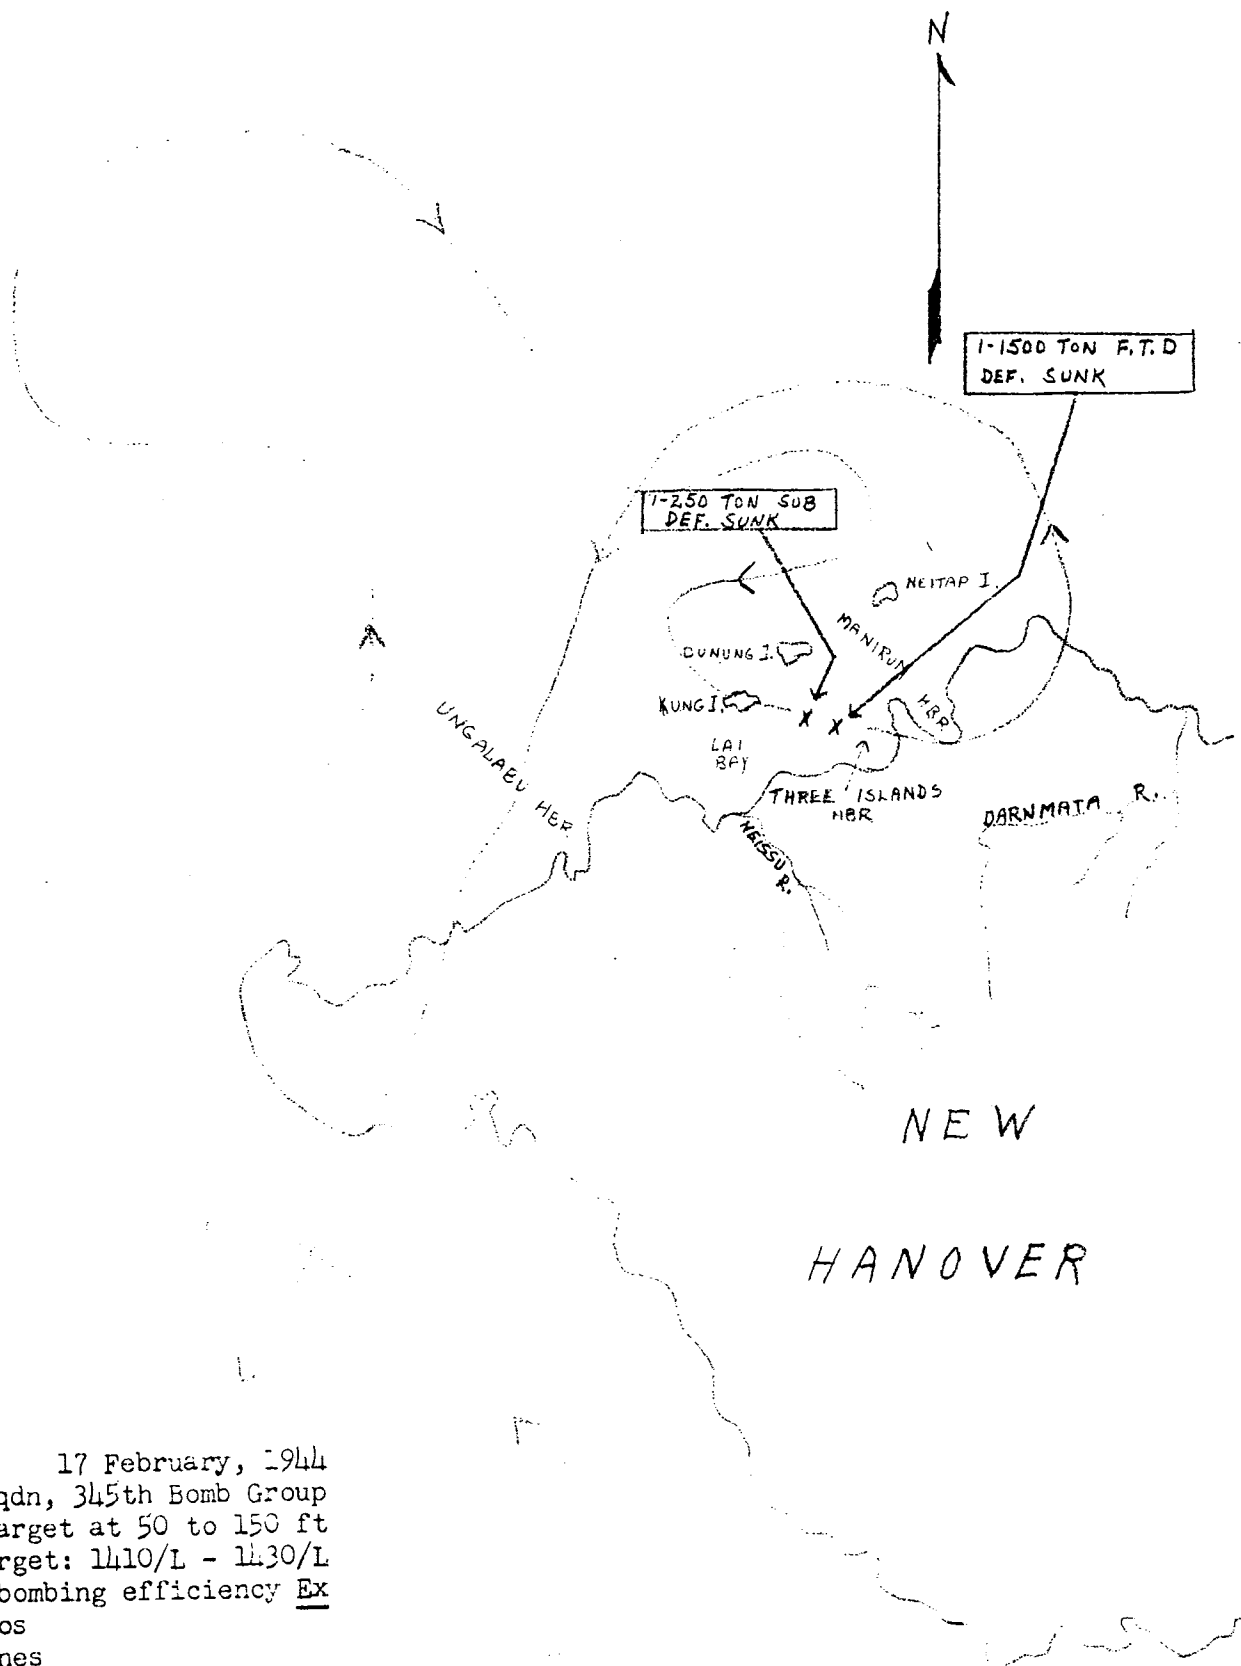 N
1-1500 TON F.T.D
DEF. SUNK
1-250 TON SUB
DEF. SUNK
NEITAP I.
MANIRUN
HBR
DUNUNG I.
KUNG I.
LAI
BAY
UNGALABU HBR
THREE ISLANDS
HBR
NEISSU R.
DARNMATA R.
NEW
HANOVER
17 February, 1944
qdn, 345th Bomb Group
arget at 50 to 150 ft
rget: 1410/L - 1430/L
bombing efficiency Ex
os
nes